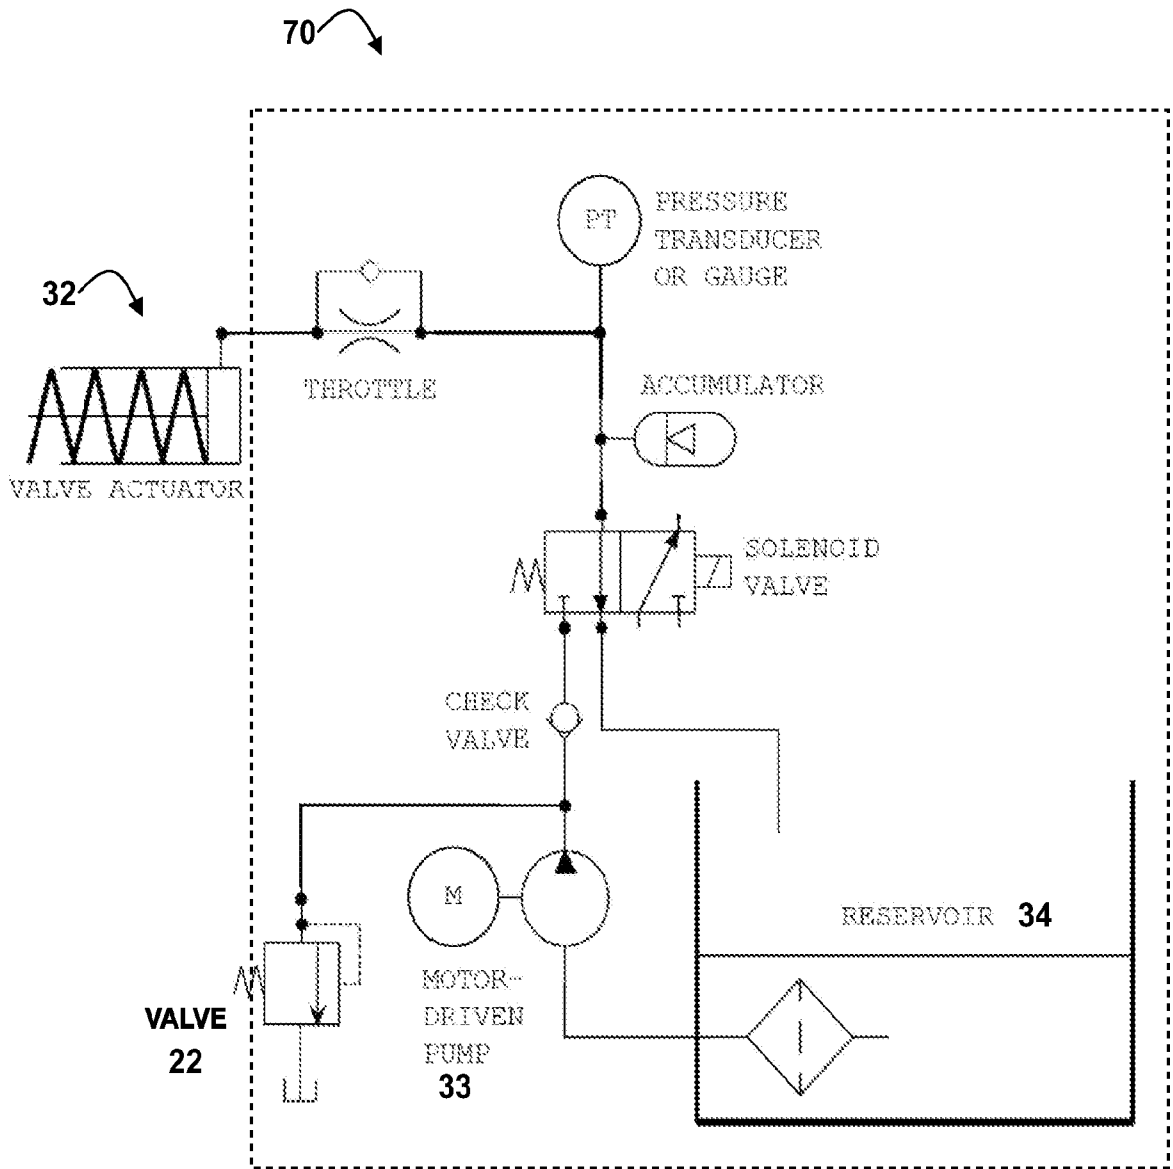 70
PT
PRESSURE
TRANSDUCER
OR GAUGE
32
THROTTLE
ACCUMULATOR
VALVE ACTUATOR
SOLENOID
VALVE
CHECK
VALVE
M
RESERVOIR 34
MOTOR-
DRIVEN
PUMP
33
VALVE
22